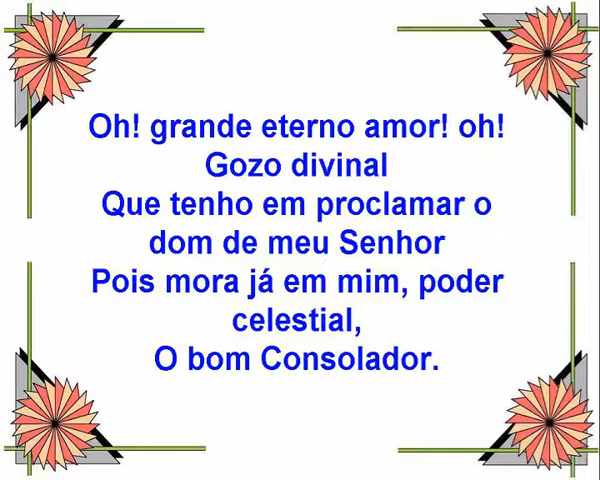 Oh! grande eterno amor! oh!
Gozo divinal
Que tenho em proclamar o
dom de meu Senhor
Pois mora já em mim, poder
celestial,
O bom Consolador.